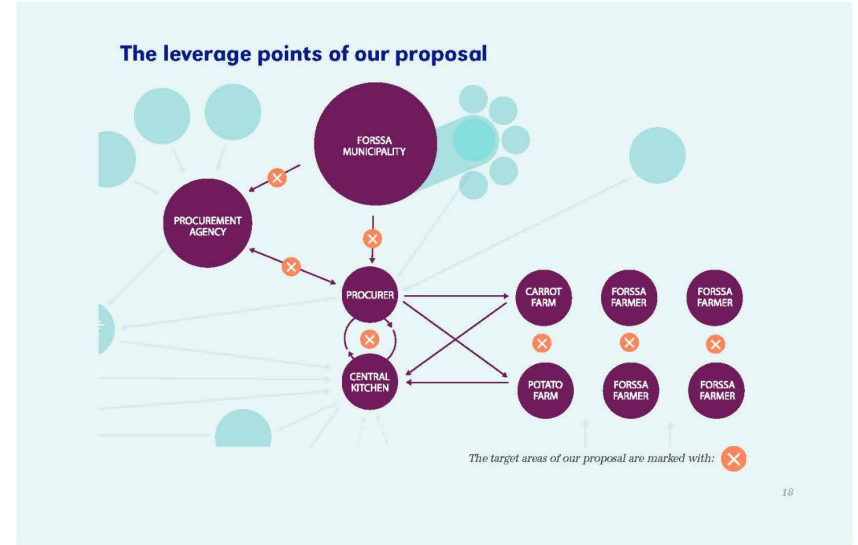 The leverage points of our proposal
FORSSA
MUNICIPALITY
PROCUREMENT
AGENCY
PROCURER
CENTRAL
KITCHEN
CARROT
FARM
FORSSA
FARMER
FORSSA
FARMER
POTATO
FARM
FORSSA
FARMER
FORSSA
FARMER
The target areas of our proposal are marked with:
18